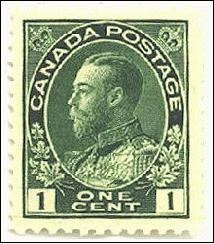 CANADA POSTAGE
1 ONE CENT 1